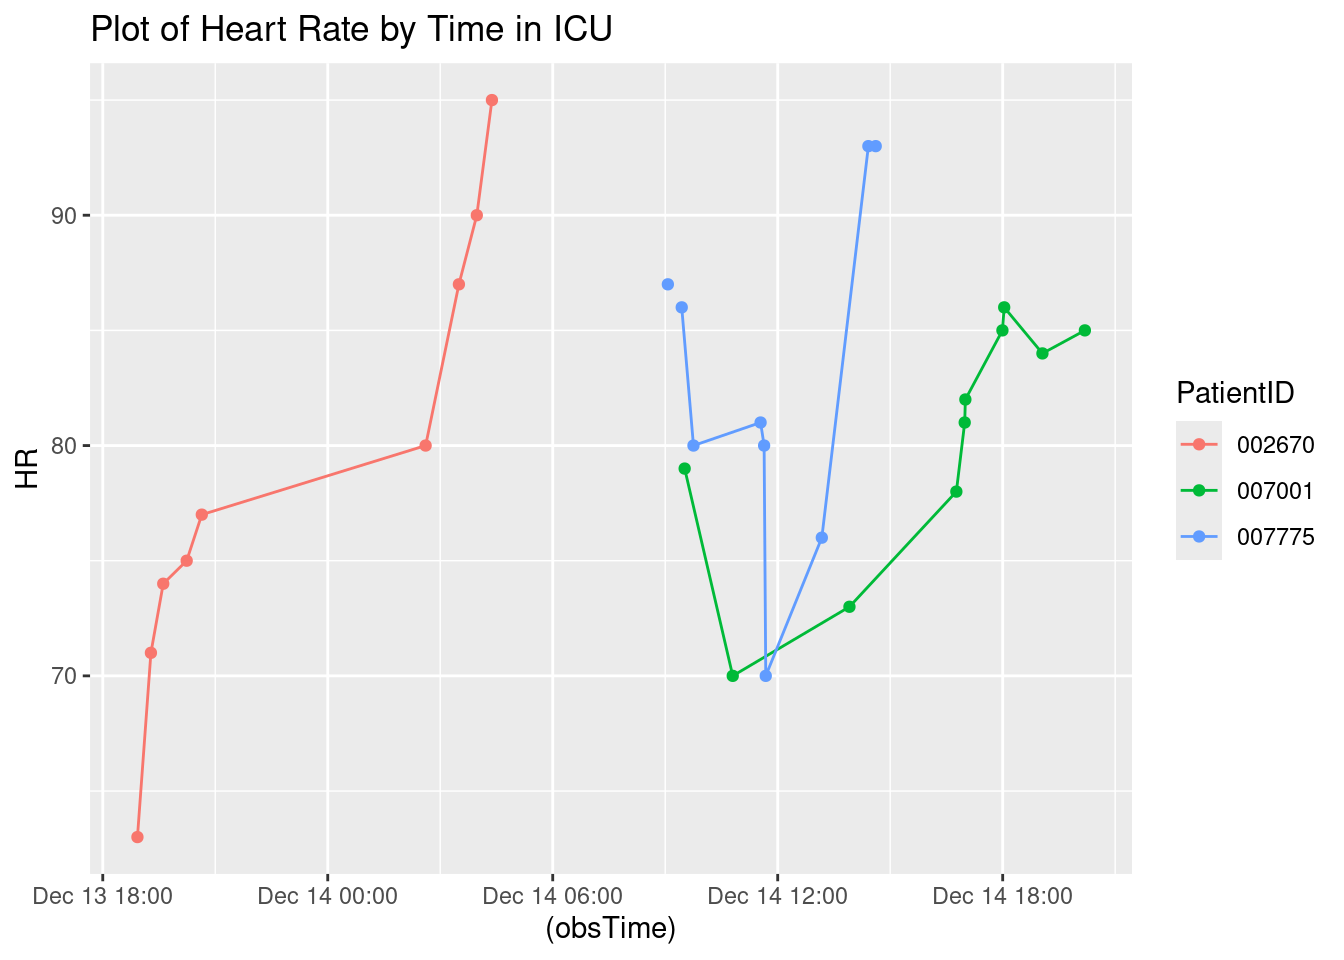 Plot of Heart Rate by Time in ICU
HR
90
80
70
Dec 13 18:00
Dec 14 00:00
Dec 14 06:00
Dec 14 12:00
Dec 14 18:00
(obsTime)
PatientID
002670
007001
007775